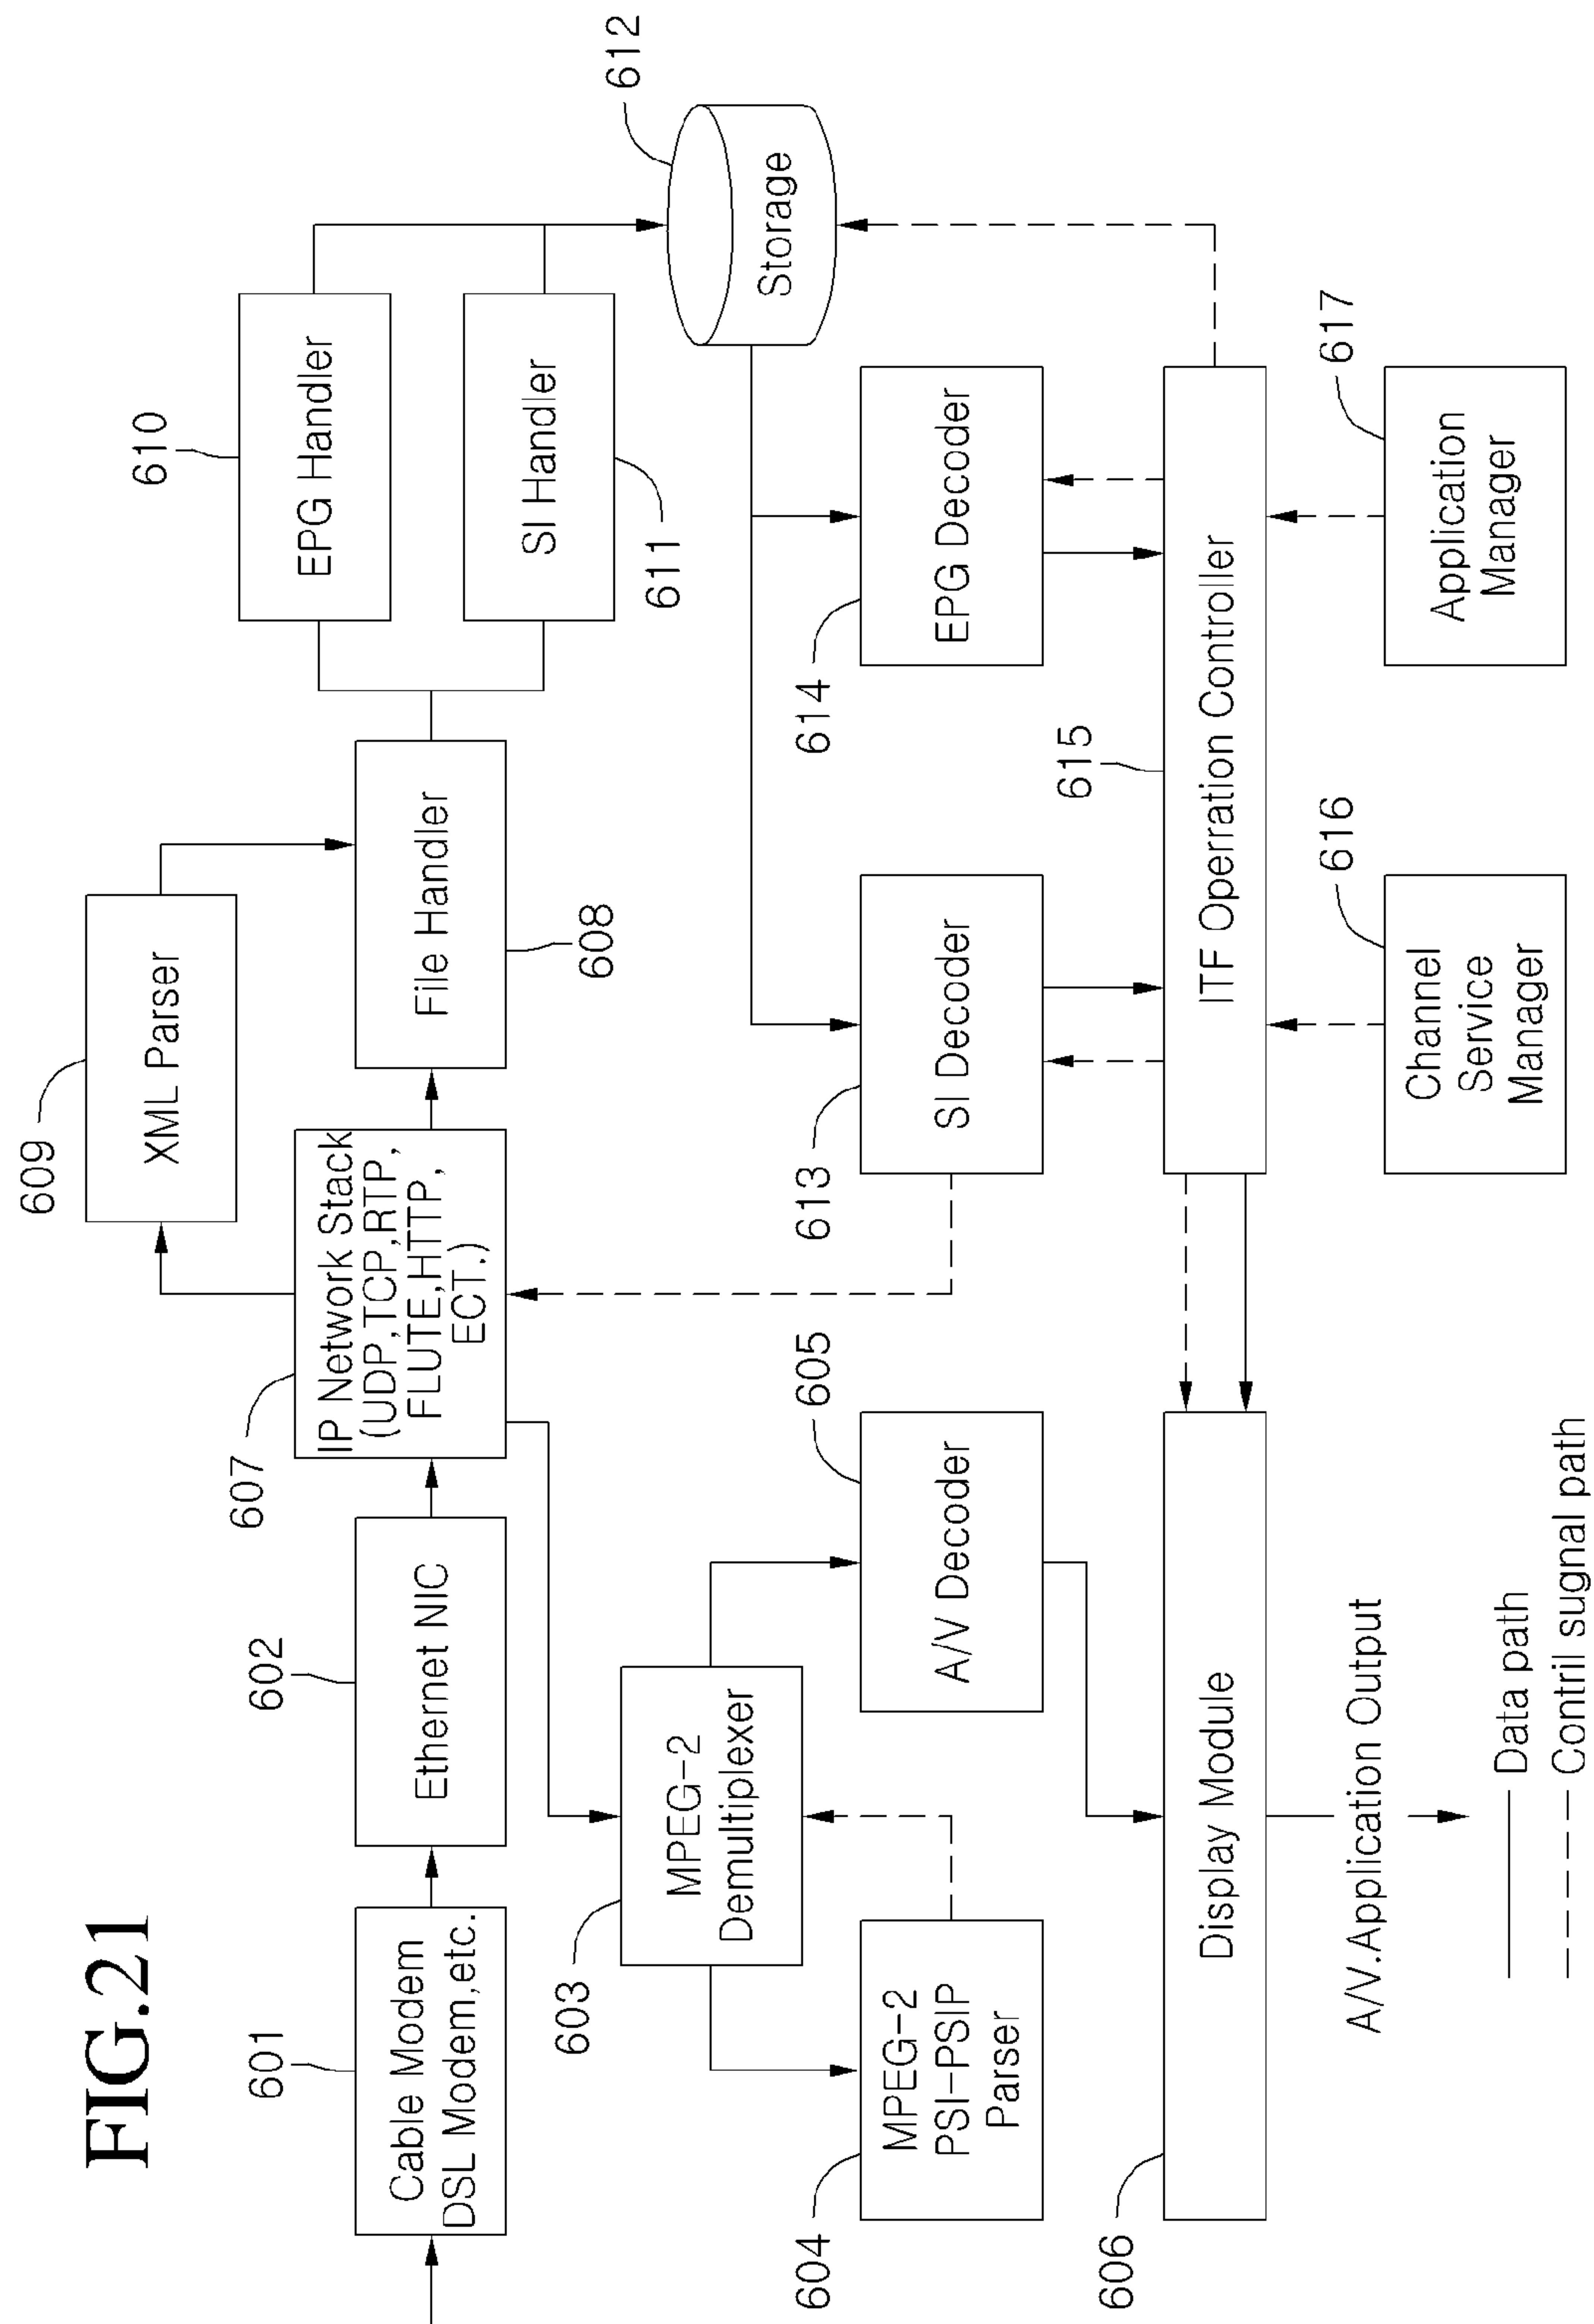 FIG.21
601
Cable Modem
DSL Modem,etc.
602
Ethernet NIC
607
IP Network Stack
(UDP,TCP,RTP,
FLUTE,HTTP,
ECT,)
609
XML Parser
File Handler
608
610
EPG Handler
SI Handler
611
612
Storage
603
MPEG-2
Demultiplexer
604
MPEG-2
PSI-PSIP
Parser
605
A/V Decoder
613
SI Decoder
614
EPG Decoder
606
Display Module
615
ITF Operration Controller
616
Channel
Service
Manager
617
Application
Manager
A/V.Application Output
Data path
Contril sugnal path